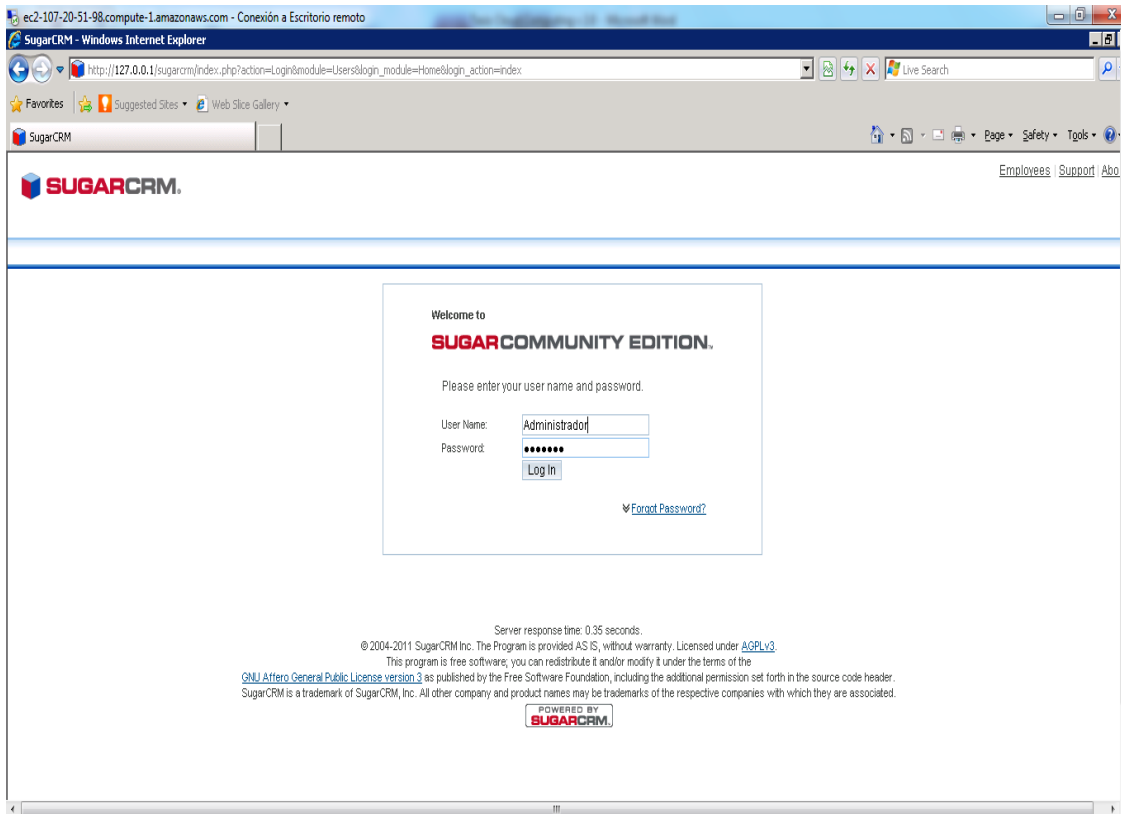 ec2-107-20-51-98.compute-1.amazonaws.com - Conexión a Escritorio remoto
SugarCRM - Windows Internet Explorer
http://127.0.0.1/sugarcrm/index.php?action=Login&module=Users&login_module=Home&login_action=index
Live Search
Favorites Suggested Sites Web Slice Gallery
SugarCRM Page Safety Tools
Employees | Support | Abo
SUGARCRM.
Welcome to
SUGARCOMMUNITY EDITION.
Please enter your user name and password.
User Name: Administrador
Password: •••••••
Log In
Forgot Password?
Server response time: 0.35 seconds.
© 2004-2011 SugarCRM Inc. The Program is provided AS IS, without warranty. Licensed under AGPLv3.
This program is free software; you can redistribute it and/or modify it under the terms of the
GNU Affero General Public License version 3 as published by the Free Software Foundation, including the additional permission set forth in the source code header.
SugarCRM is a trademark of SugarCRM, Inc. All other company and product names may be trademarks of the respective companies with which they are associated.
POWERED BY
SUGARCRM.